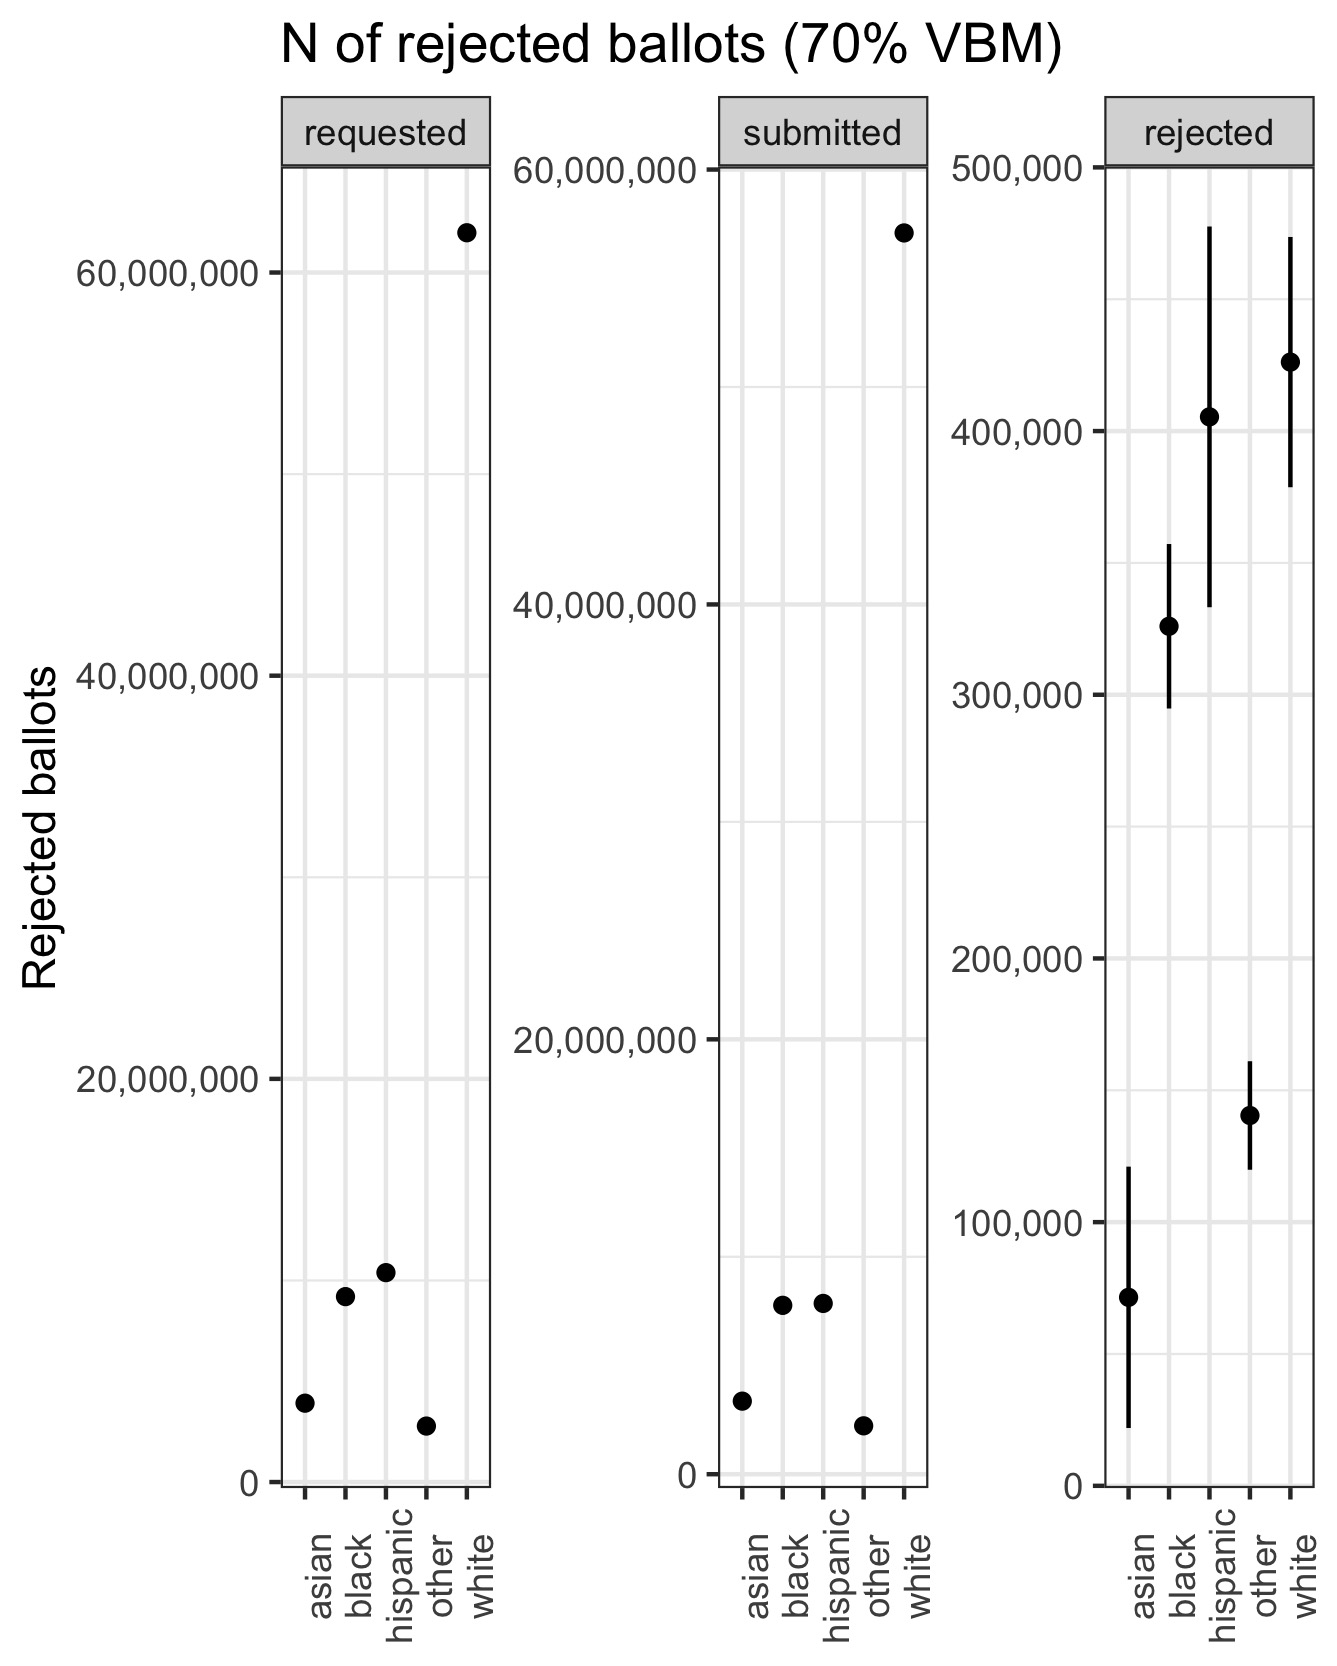 N of rejected ballots (70% VBM)
Rejected ballots
requested
60,000,000
40,000,000
20,000,000
0
asian
black
hispanic
other
white
submitted
60,000,000
40,000,000
20,000,000
0
asian
black
hispanic
other
white
rejected
500,000
400,000
300,000
200,000
100,000
0
asian
black
hispanic
other
white